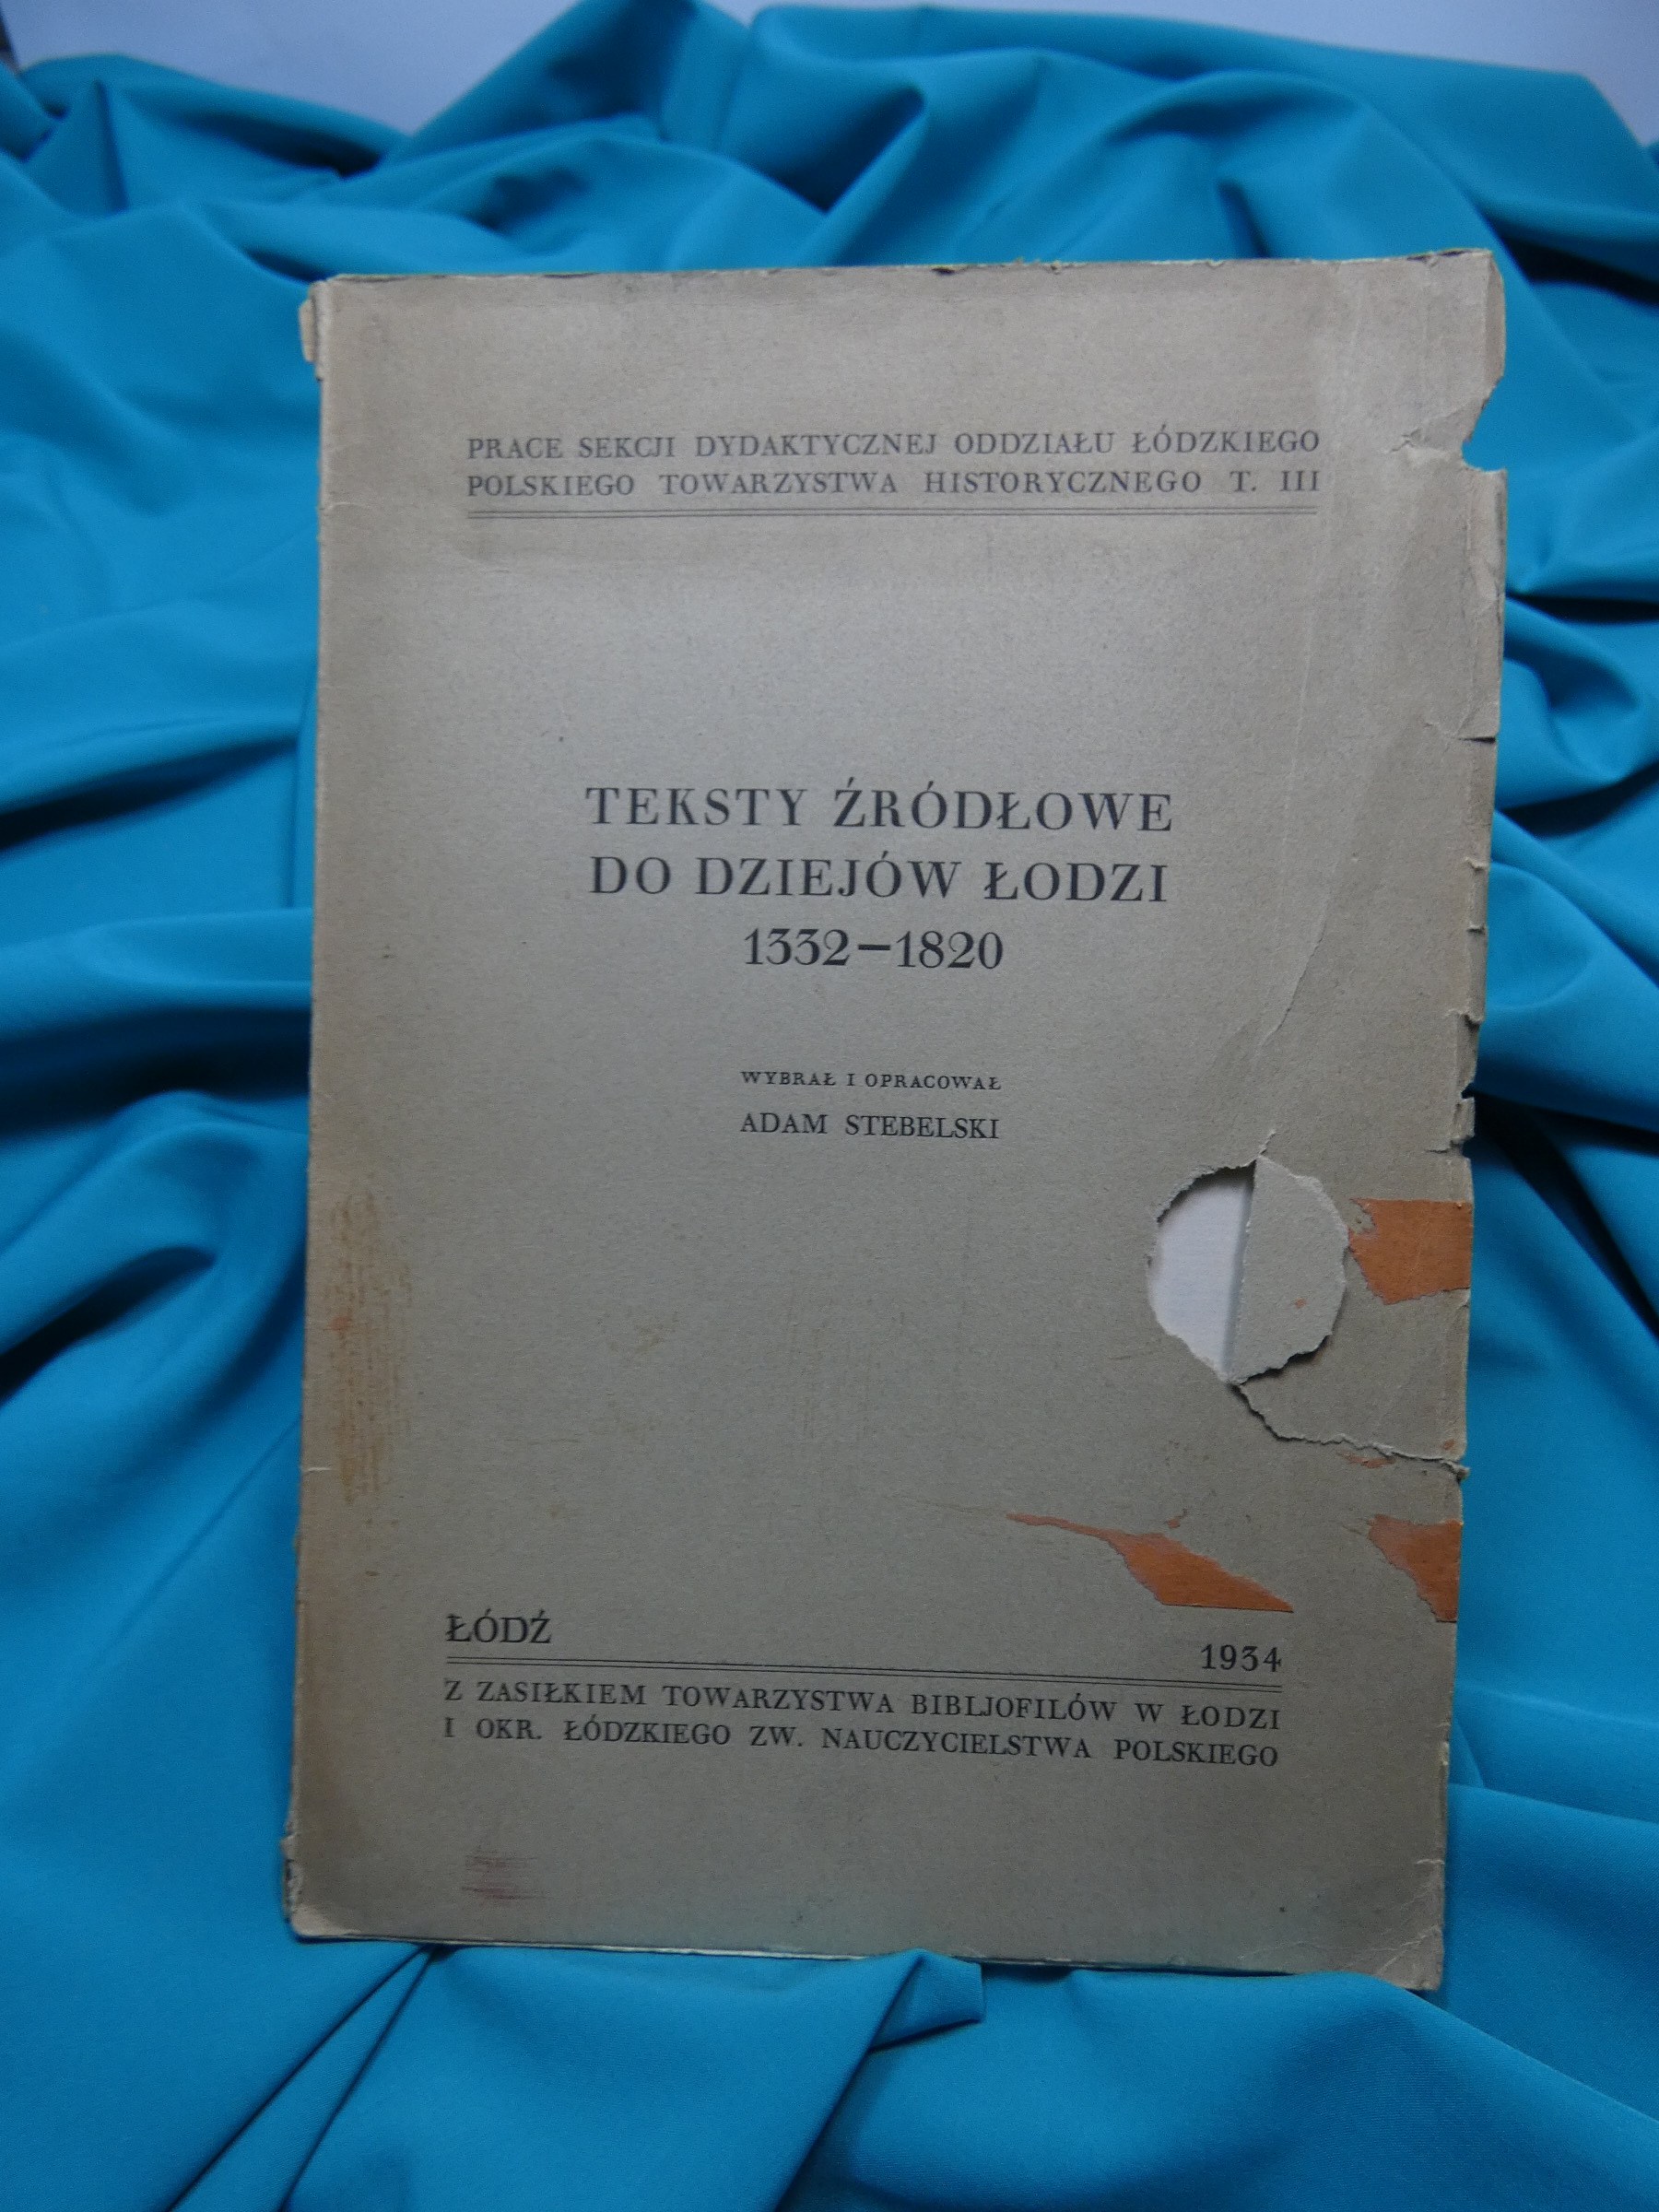 PRACE SEKCJI DYDAKTYCZNEJ ODDZIAŁU ŁÓDZKIEGO
POLSKIEGO TOWARZYSTWA HISTORYCZNEGO T. III
TEKSTY ŹRÓDŁOWE
DO DZIEJÓW ŁODZI
1332—1820
WYBRAŁ I OPRACOWAŁ
ADAM STEBELSKI
ŁÓDŹ 1934
Z ZASIŁKIEM TOWARZYSTWA BIBLJOFILÓW W ŁODZI
I OKR. ŁÓDZKIEGO ZW. NAUCZYCIELSTWA POLSKIEGO